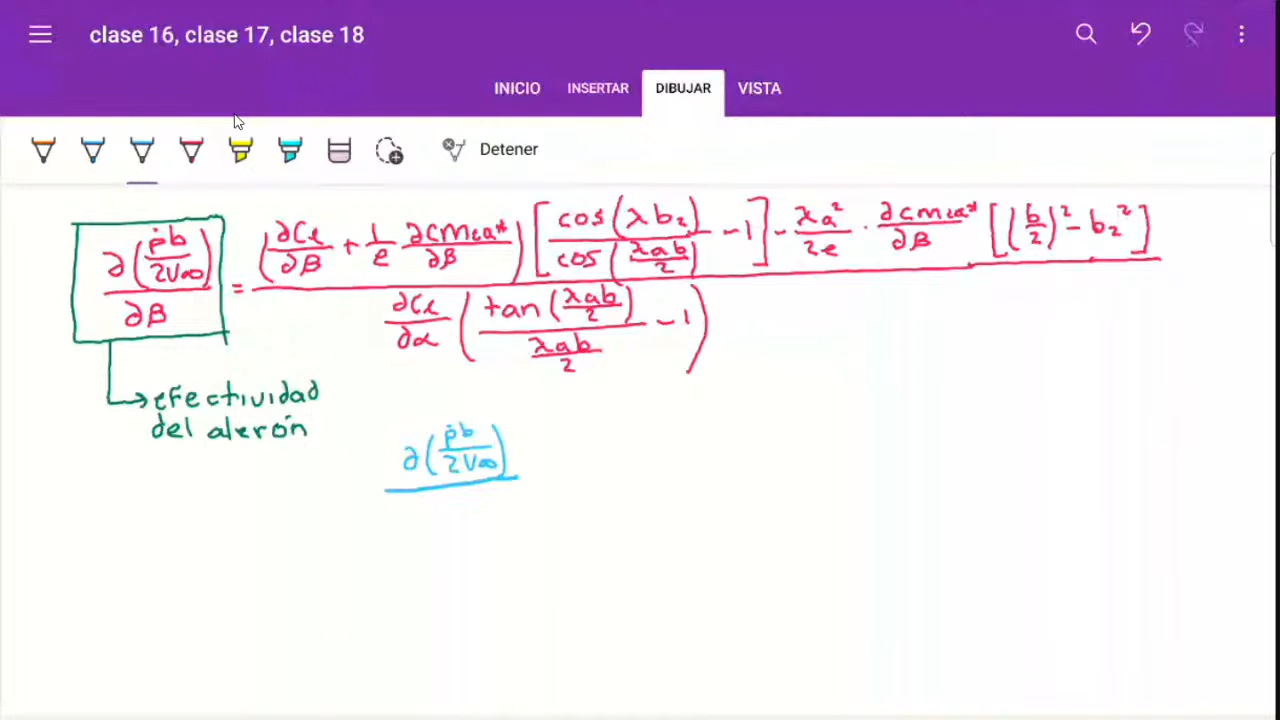 clase 16, clase 17, clase 18
INICIO INSERTAR DIBUJAR VISTA
Detener
∂(ṗb/2V∞)/∂β = (∂Cl/∂β + 1/e ∂CMca*/∂β) [cos(λb₂)/cos(λab/2) - 1] - λa²/2e · ∂CMca*/∂β [(b/2)² - b₂²]
∂Cl/∂α (tan(λab/2)/(λab/2) - 1)
efectividad
del alerón
∂(ṗb/2V∞)